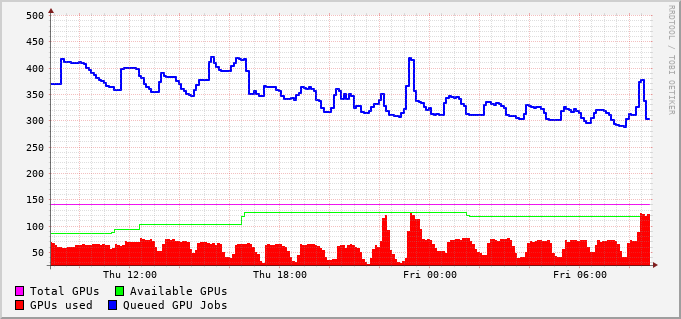 500
450
400
350
300
250
200
150
100
50
Thu 12:00 Thu 18:00 Fri 00:00 Fri 06:00
Total GPUs Available GPUs
GPUs used Queued GPU Jobs
RRDTOOL / TOBI OETIKER